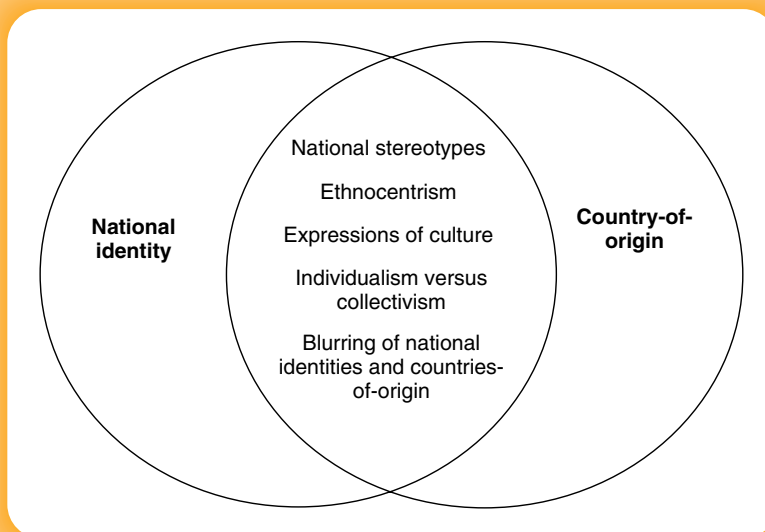 National
identity
National stereotypes
Ethnocentrism
Expressions of culture
Individualism versus
collectivism
Blurring of national
identities and countries-
of-origin
Country-of-
origin